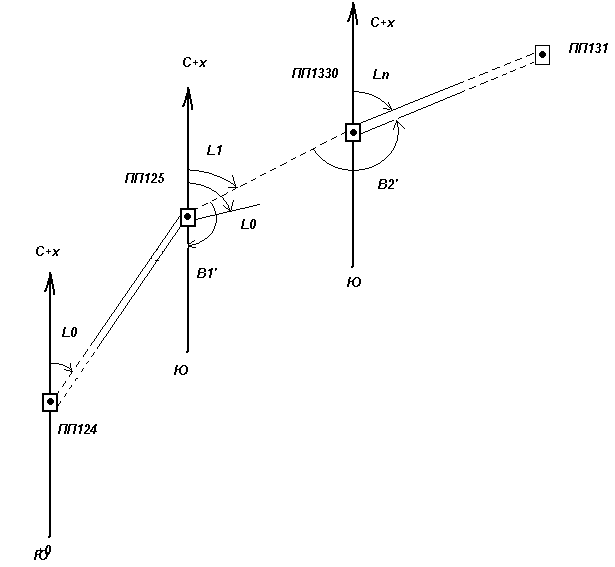 С+х
ПП131
ПП1330
Ln
С+х
L1
ПП125
B2'
L0
С+х
B1'
Ю
L0
Ю
ПП124
Ю